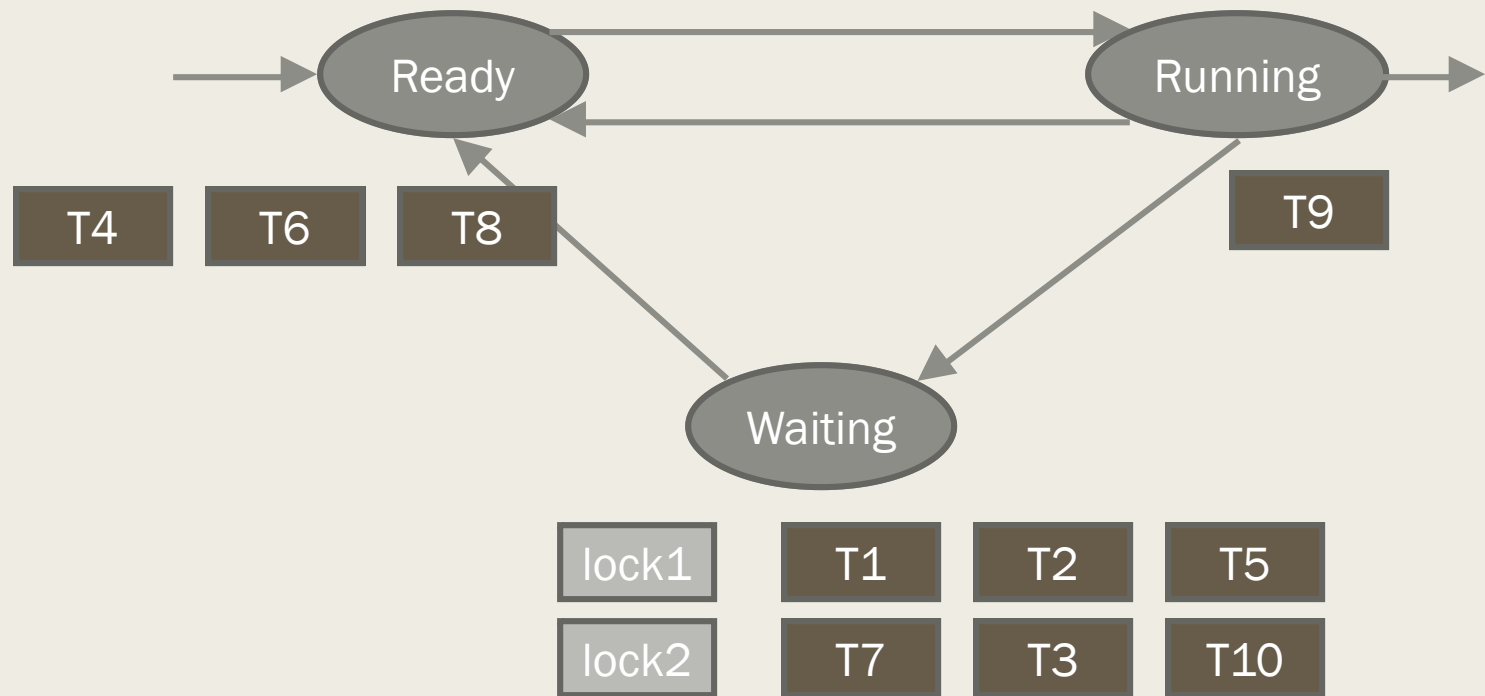 Ready
Running
T4 T6 T8
T9
Waiting
lock1 T1 T2 T5
lock2 T7 T3 T10